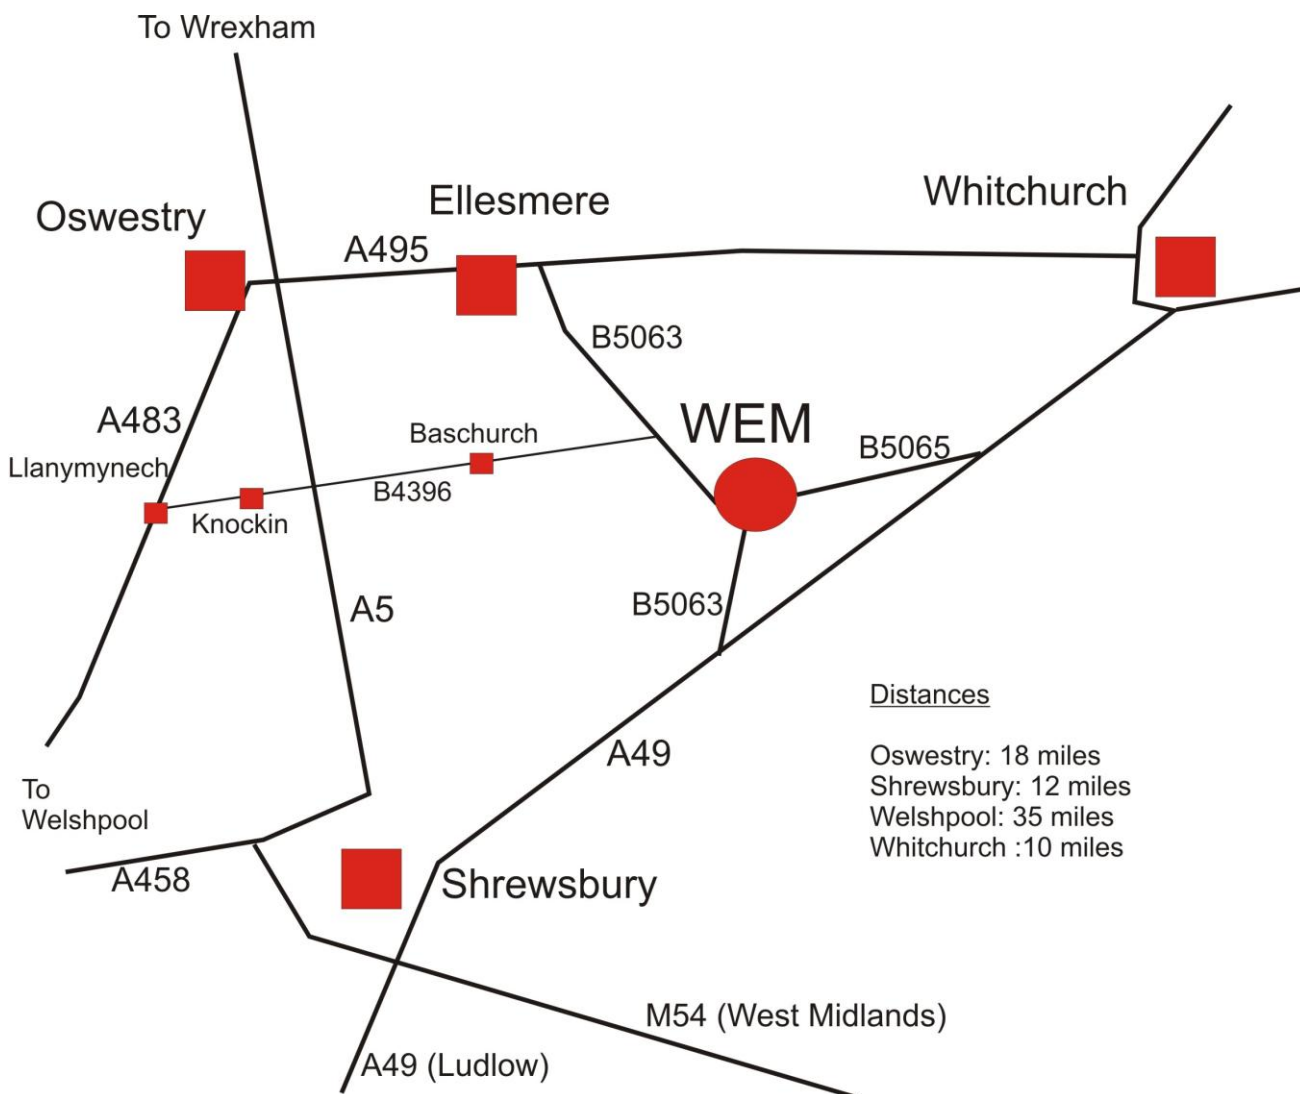 To Wrexham
Whitchurch
Ellesmere
Oswestry
A495
B5063
WEM
A483
Baschurch
B5065
Llanymynech
B4396
Knockin
A5
B5063
Distances
A49
Oswestry: 18 miles
Shrewsbury: 12 miles
Welshpool: 35 miles
Whitchurch :10 miles
To
Welshpool
A458
Shrewsbury
M54 (West Midlands)
A49 (Ludlow)